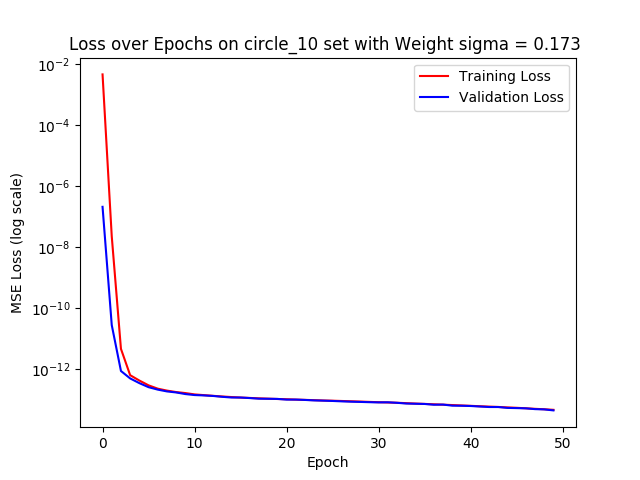 Loss over Epochs on circle_10 set with Weight sigma = 0.173
Training Loss
Validation Loss
MSE Loss (log scale)
10⁻²
10⁻⁴
10⁻⁶
10⁻⁸
10⁻¹⁰
10⁻¹²
0 10 20 30 40 50
Epoch